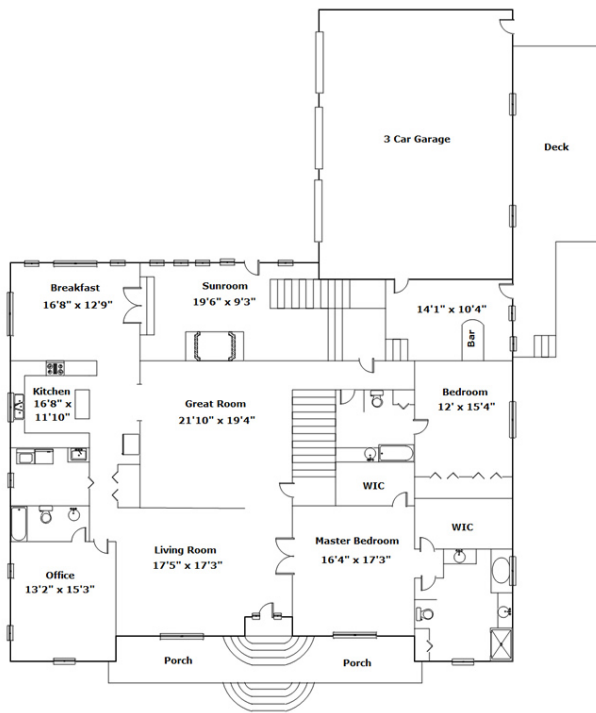 3 Car Garage
Deck
Breakfast
16'8" x 12'9"
Sunroom
19'6" x 9'3"
14'1" x 10'4"
Bar
Kitchen
16'8" x
11'10"
Great Room
21'10" x 19'4"
Bedroom
12' x 15'4"
WIC
WIC
Living Room
17'5" x 17'3"
Master Bedroom
16'4" x 17'3"
Office
13'2" x 15'3"
Porch
Porch